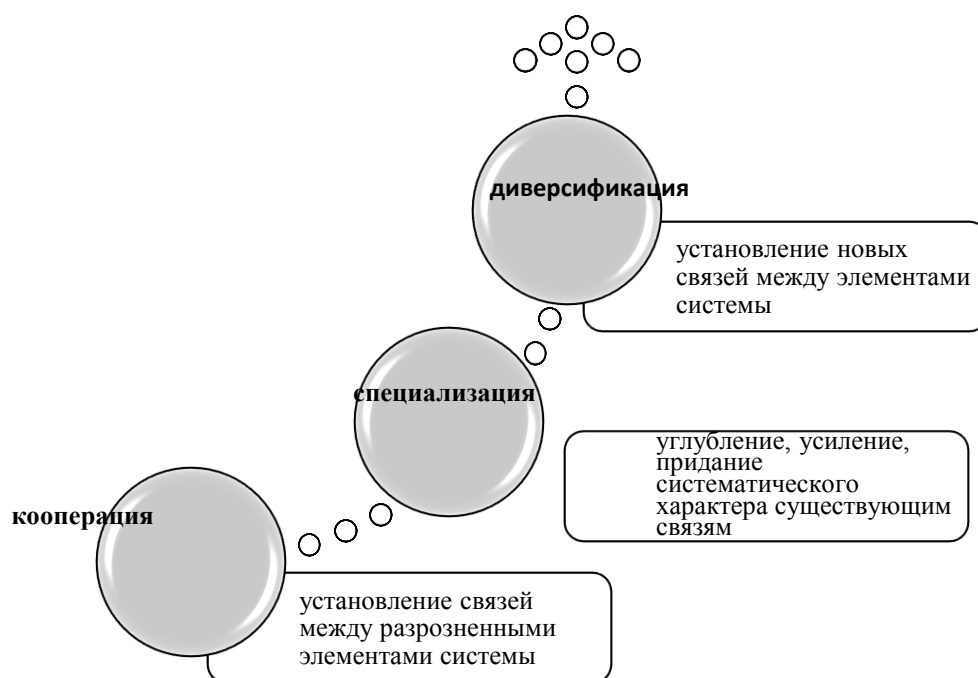 диверсификация
установление новых
связей между элементами
системы
специализация
углубление, усиление,
придание
систематического
характера существующим
связям
кооперация
установление связей
между разрозненными
элементами системы